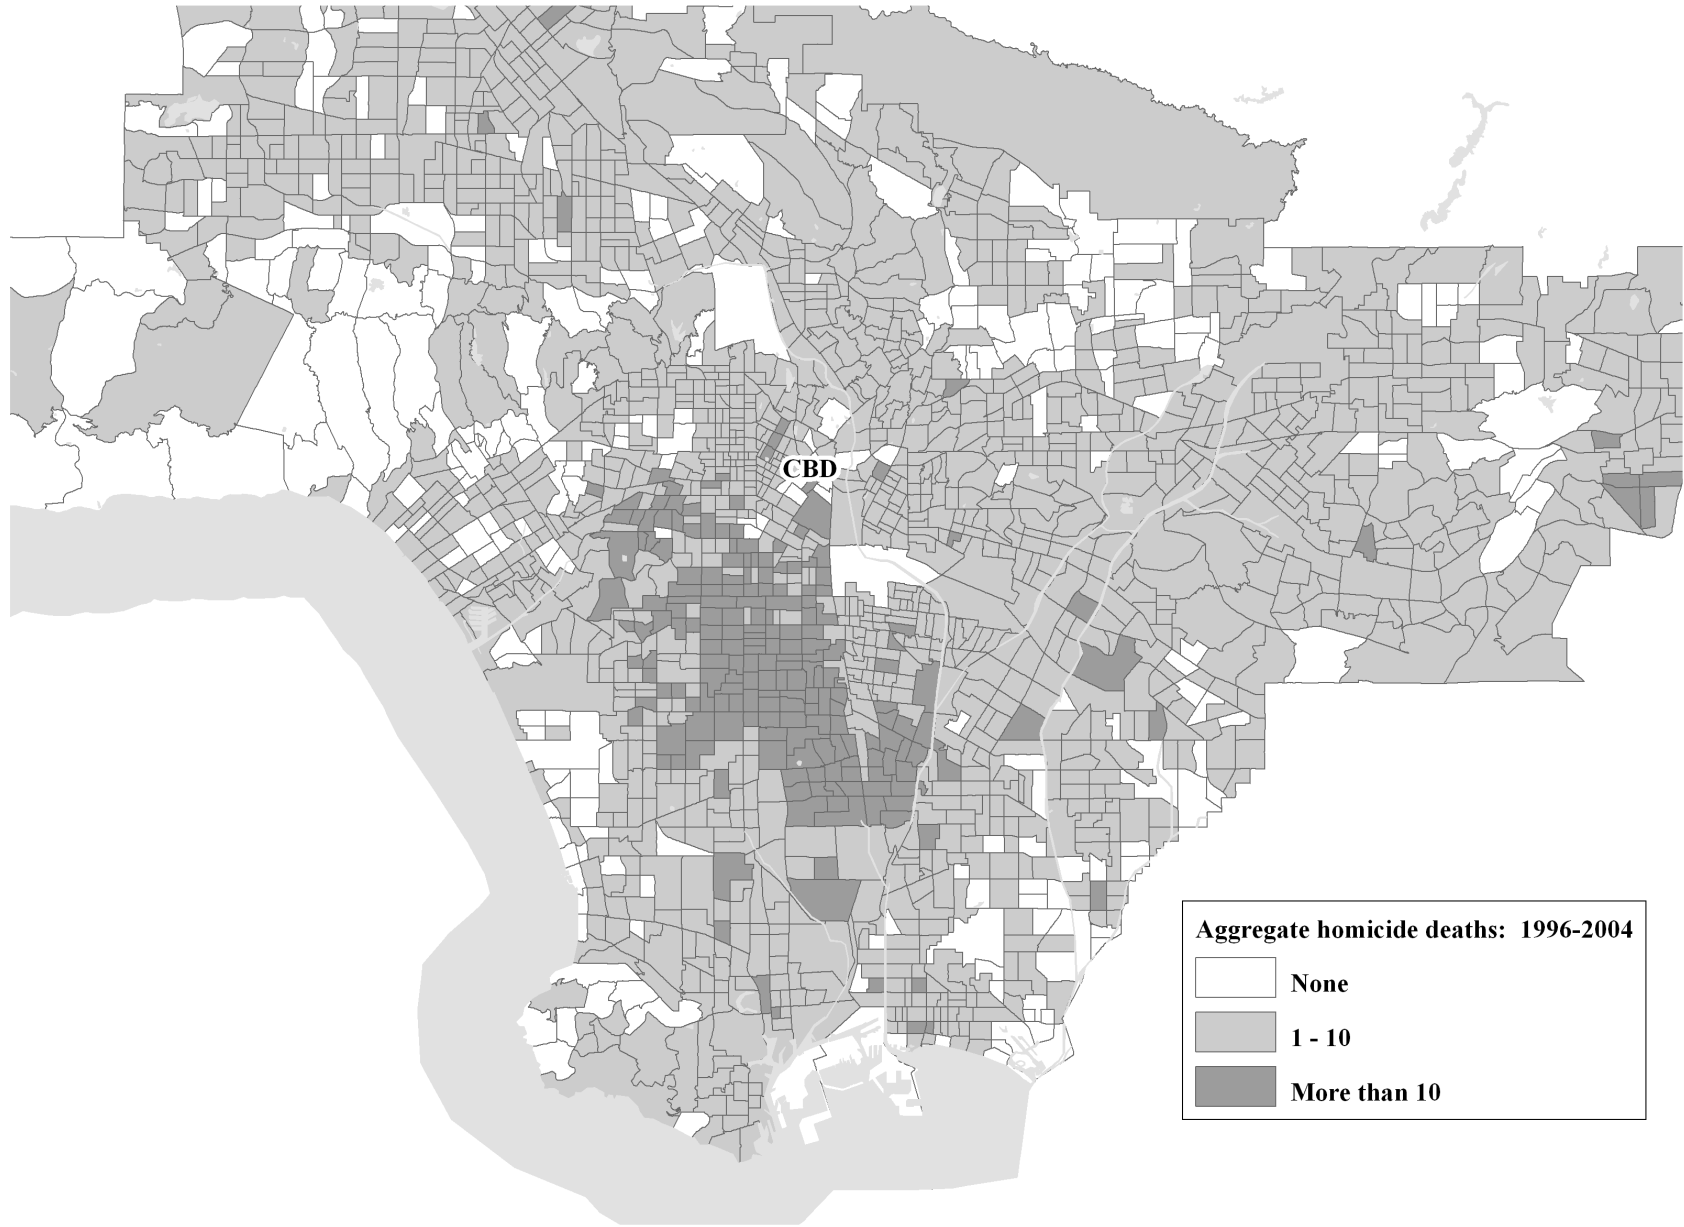 CBD
Aggregate homicide deaths:  1996-2004
None
1 - 10
More than 10